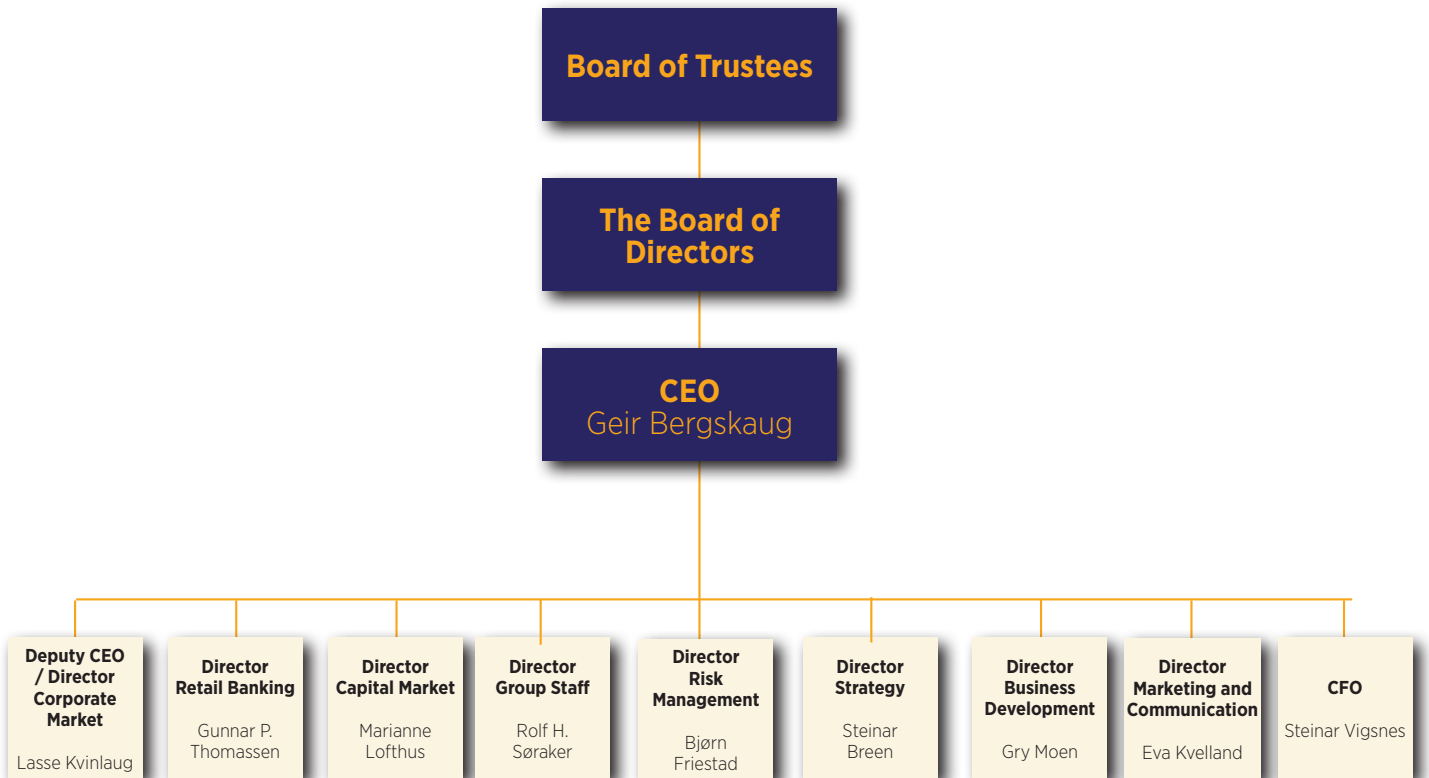 Board of Trustees
The Board of
Directors
CEO
Geir Bergskaug
Deputy CEO
/ Director
Corporate
Market
Lasse Kvinlaug
Director
Retail Banking
Gunnar P.
Thomassen
Director
Capital Market
Marianne
Lofthus
Director
Group Staff
Rolf H.
Søraker
Director
Risk
Management
Bjørn
Friestad
Director
Strategy
Steinar
Breen
Director
Business
Development
Gry Moen
Director
Marketing and
Communication
Eva Kvelland
CFO
Steinar Vigsnes